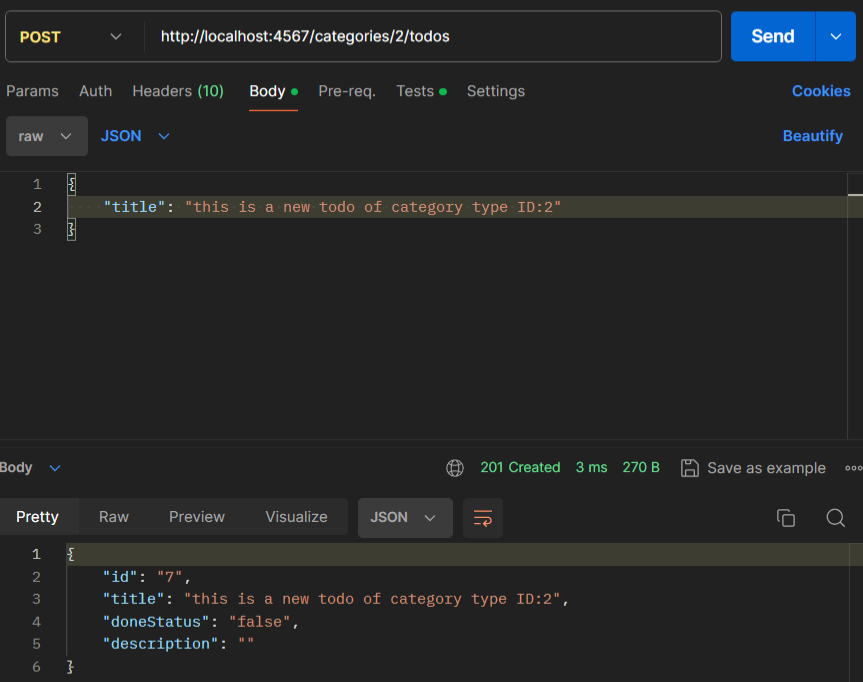 POST http://localhost:4567/categories/2/todos Send
Params Auth Headers (10) Body Pre-req. Tests Settings Cookies
raw JSON Beautify
1 {
2 "title": "this is a new todo of category type ID:2"
3 }
Body 201 Created 3 ms 270 B Save as example
Pretty Raw Preview Visualize JSON
1 {
2 "id": "7",
3 "title": "this is a new todo of category type ID:2",
4 "doneStatus": "false",
5 "description": ""
6 }